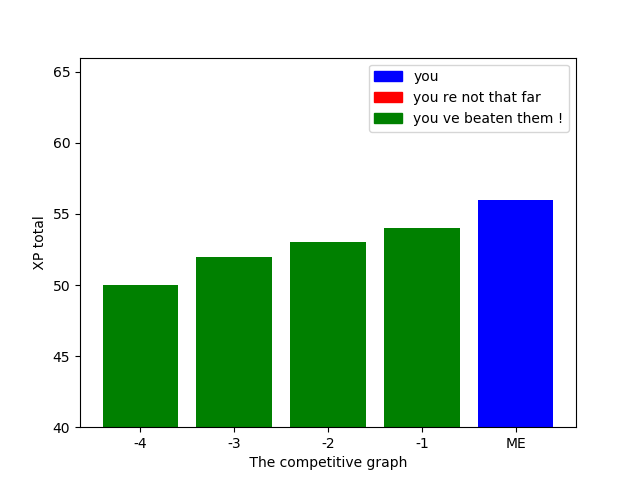 65
60
55
50
45
40
XP total
you
you re not that far
you ve beaten them !
-4
-3
-2
-1
ME
The competitive graph